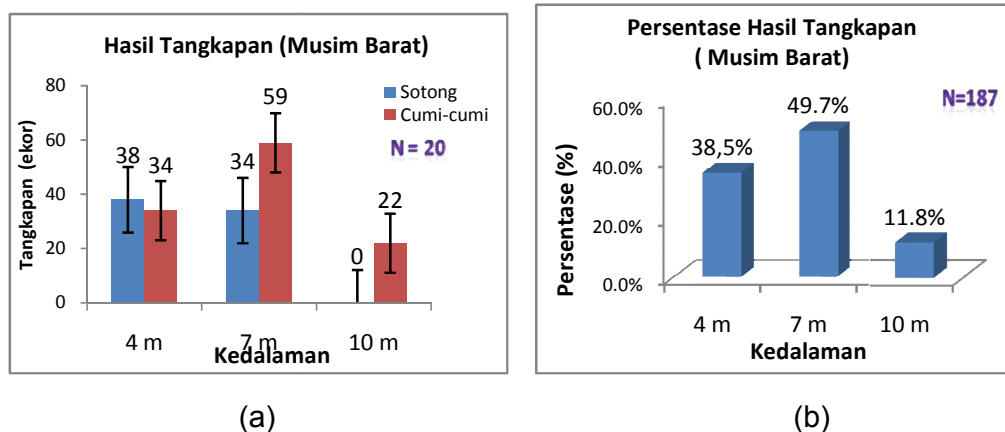 Hasil Tangkapan (Musim Barat)
Tangkapan (ekor)
80
60
40
20
0
Sotong
Cumi-cumi
N = 20
38
34
34
59
0
22
4 m
7 m
10 m
Kedalaman
(a)
Persentase Hasil Tangkapan
( Musim Barat)
N=187
Persentase (%)
60.0%
40.0%
20.0%
0.0%
38,5%
49.7%
11.8%
4 m
7 m
10 m
Kedalaman
(b)